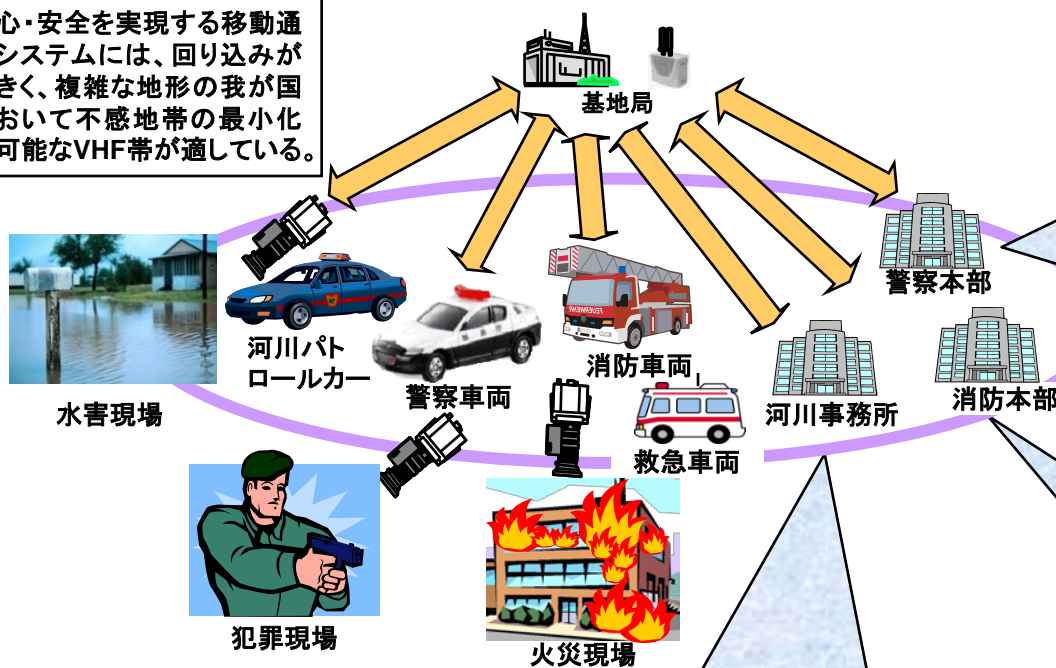 心・安全を実現する移動通
システムには、回り込みが
きく、複雑な地形の我が国
おいて不感地帯の最小化
可能なVHF帯が適している。
基地局
警察本部
河川パト
ロールカー
消防車両
警察車両
水害現場
河川事務所
消防本部
救急車両
犯罪現場
火災現場